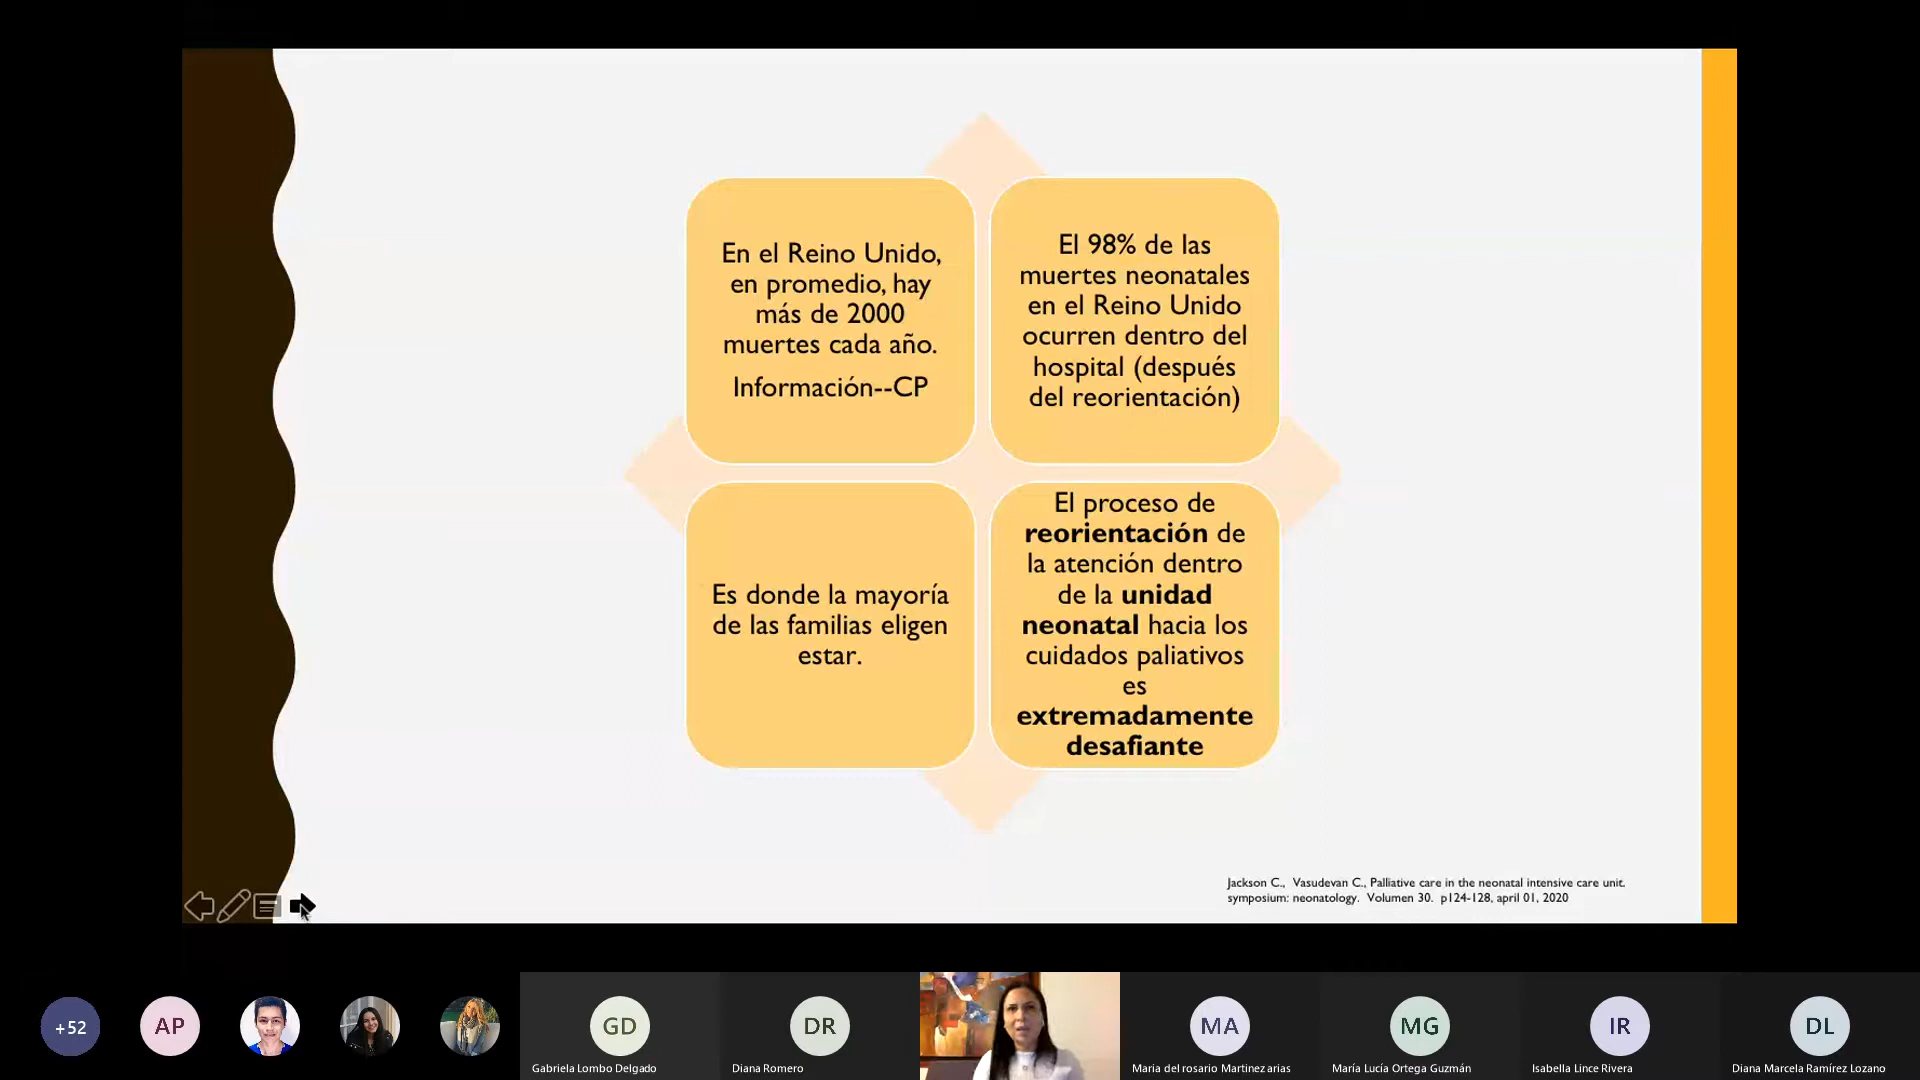 En el Reino Unido,
en promedio, hay
más de 2000
muertes cada año.
Información--CP
El 98% de las
muertes neonatales
en el Reino Unido
ocurren dentro del
hospital (después
del reorientación)
Es donde la mayoría
de las familias eligen
estar.
El proceso de
reorientación de
la atención dentro
de la unidad
neonatal hacia los
cuidados paliativos
es
extremadamente
desafiante
Jackson C., Vasudevan C., Palliative care in the neonatal intensive care unit.
symposium: neonatology. Volumen 30. p124-128, april 01, 2020
+52
AP
GD
Gabriela Lombo Delgado
DR
Diana Romero
MA
Maria del rosario Martinez arias
MG
María Lucía Ortega Guzmán
IR
Isabella Lince Rivera
DL
Diana Marcela Ramírez Lozano